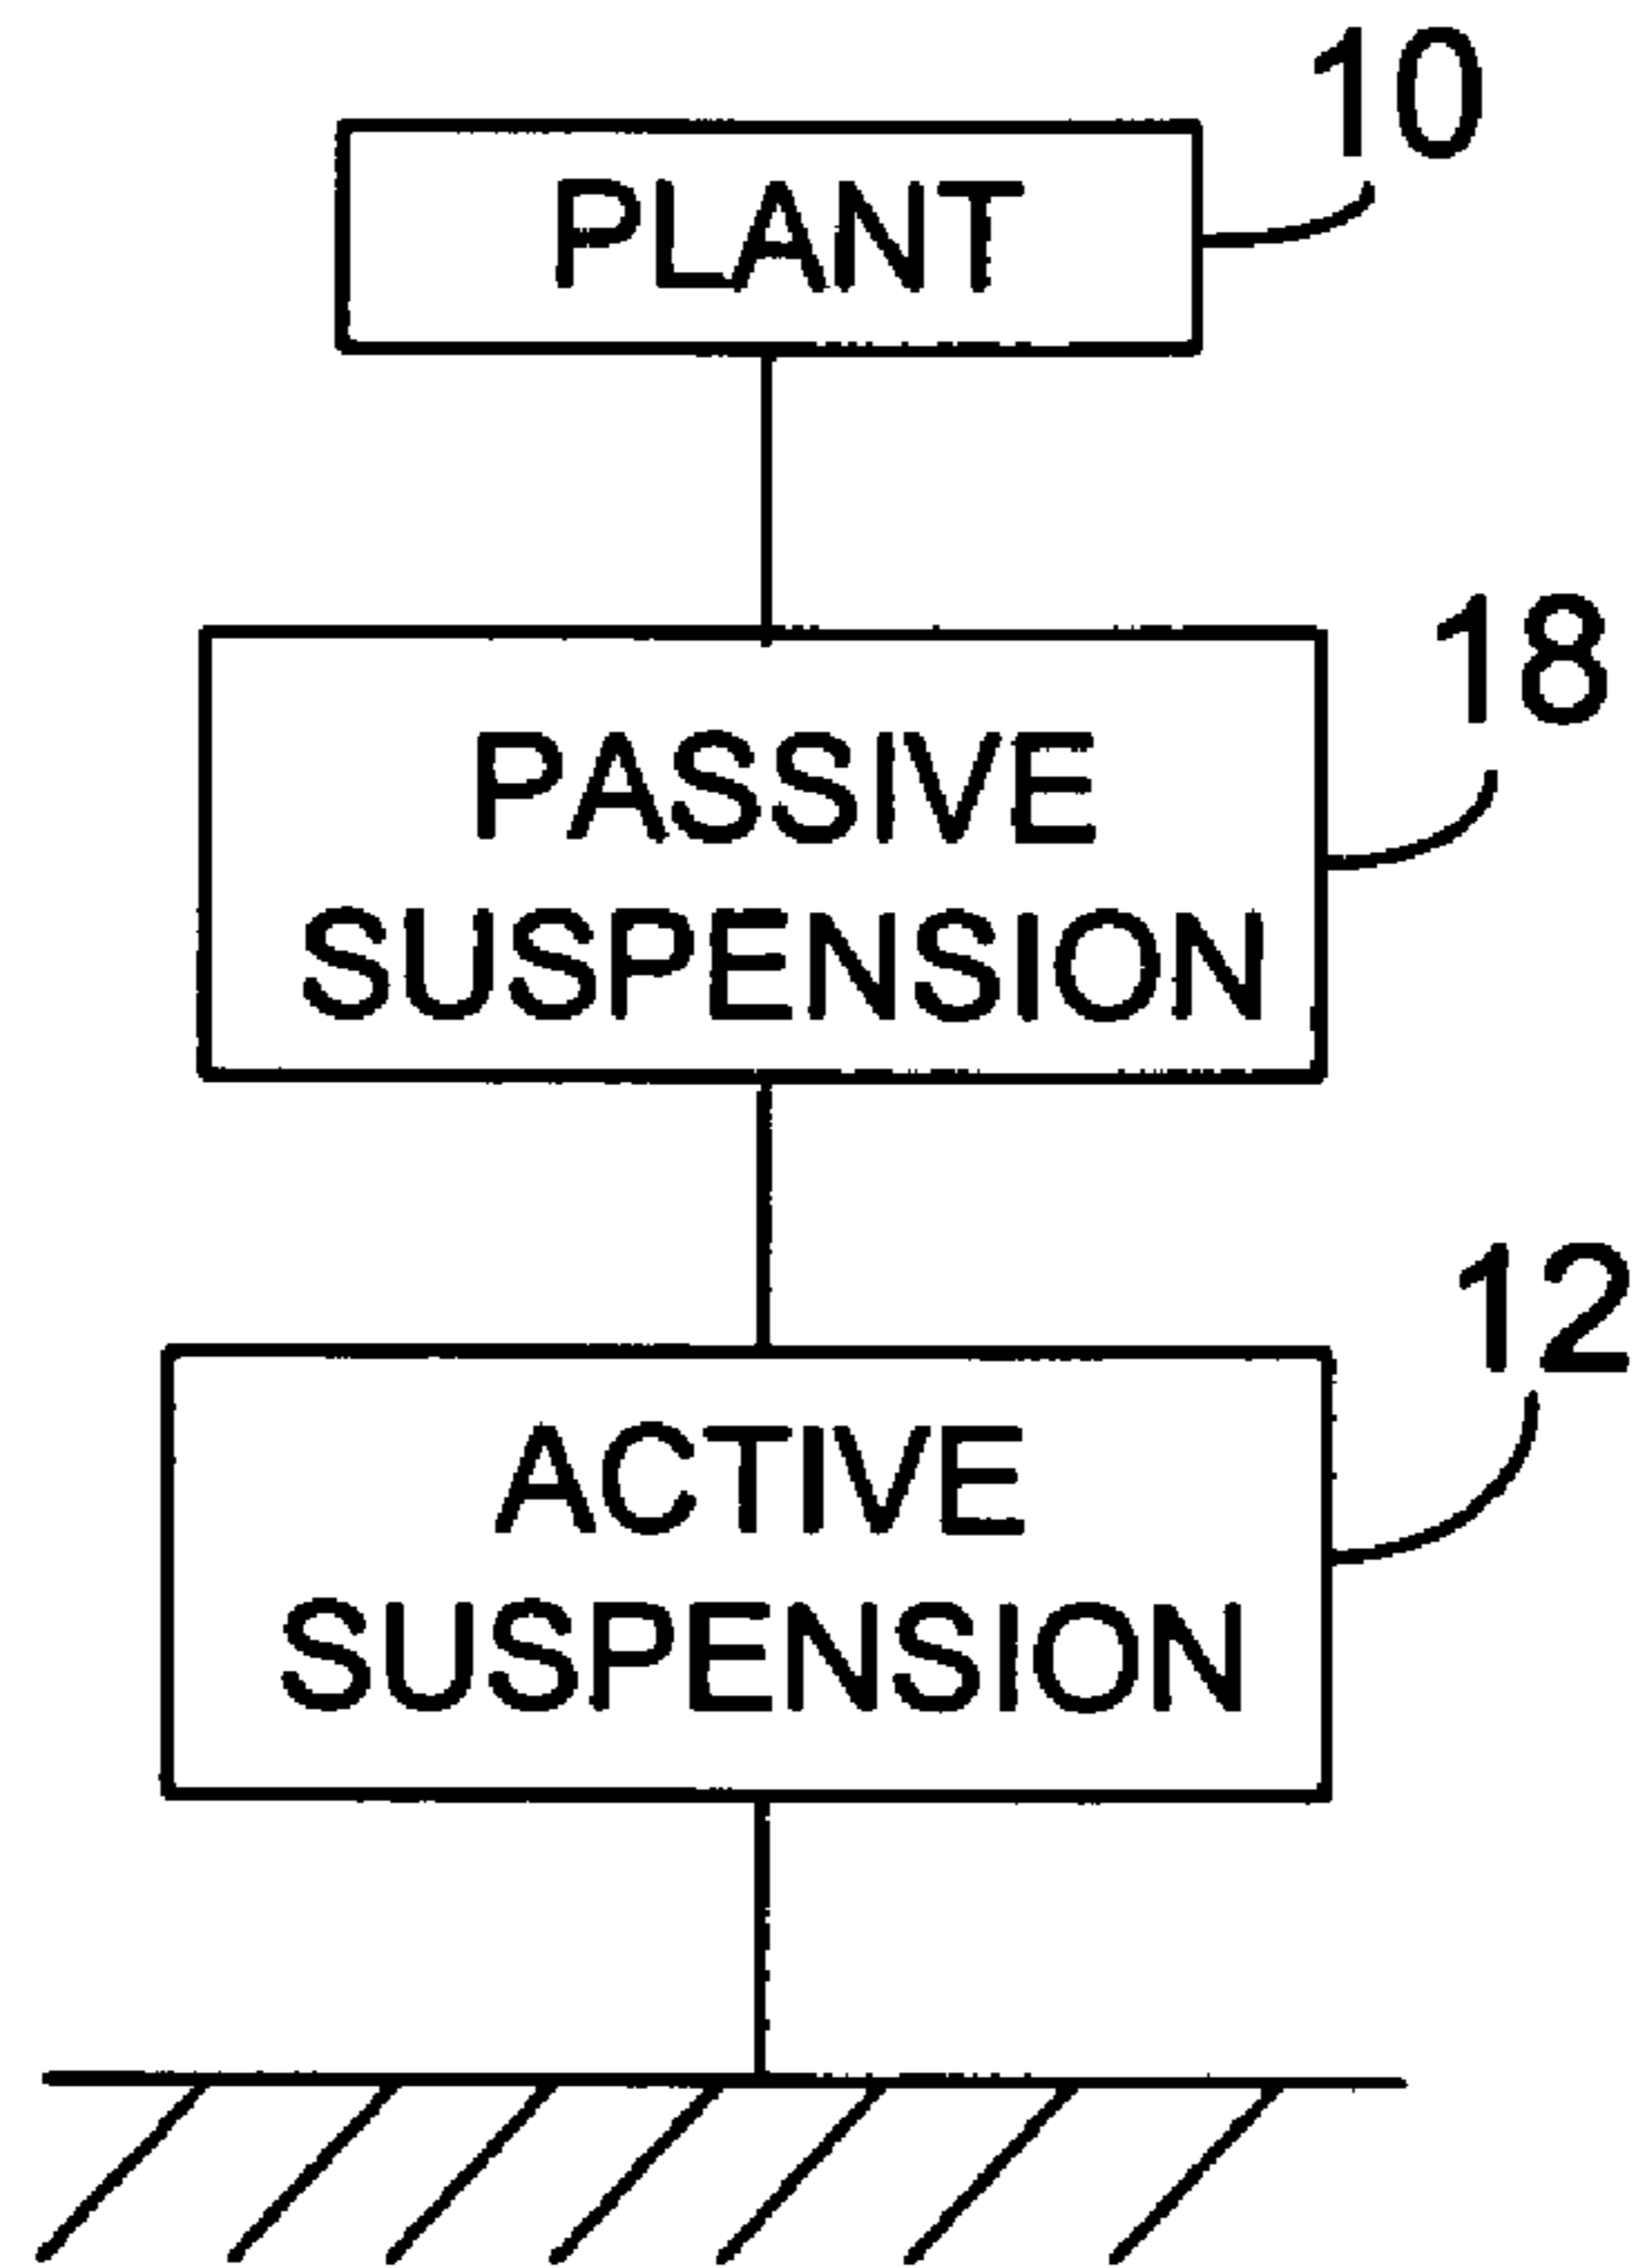 10
PLANT
18
PASSIVE
SUSPENSION
12
ACTIVE
SUSPENSION